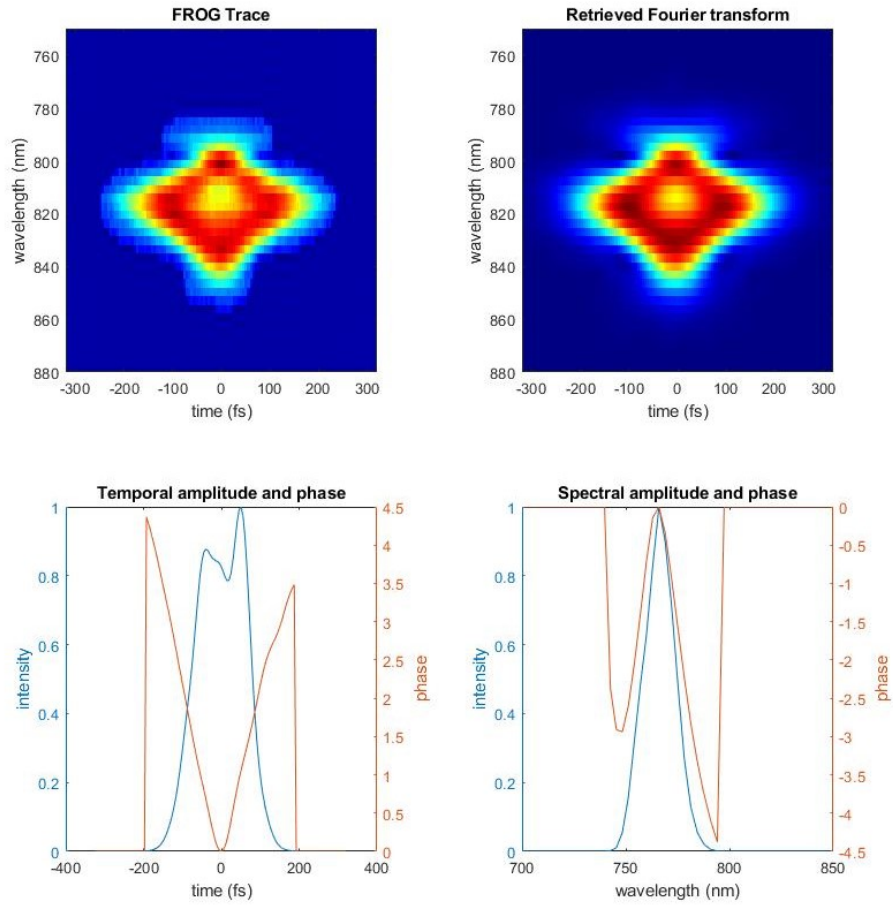 FROG Trace
Retrieved Fourier transform
760
780
800
820
840
860
880
wavelength (nm)
-300 -200 -100 0 100 200 300
time (fs)
760
780
800
820
840
860
880
wavelength (nm)
-300 -200 -100 0 100 200 300
time (fs)
Temporal amplitude and phase
1
0.8
0.6
0.4
0.2
0
intensity
4.5
4
3.5
3
2.5
2
1.5
1
0.5
0
phase
-400 -200 0 200 400
time (fs)
Spectral amplitude and phase
1
0.8
0.6
0.4
0.2
0
intensity
0
-0.5
-1
-1.5
-2
-2.5
-3
-3.5
-4
-4.5
phase
700 750 800 850
wavelength (nm)